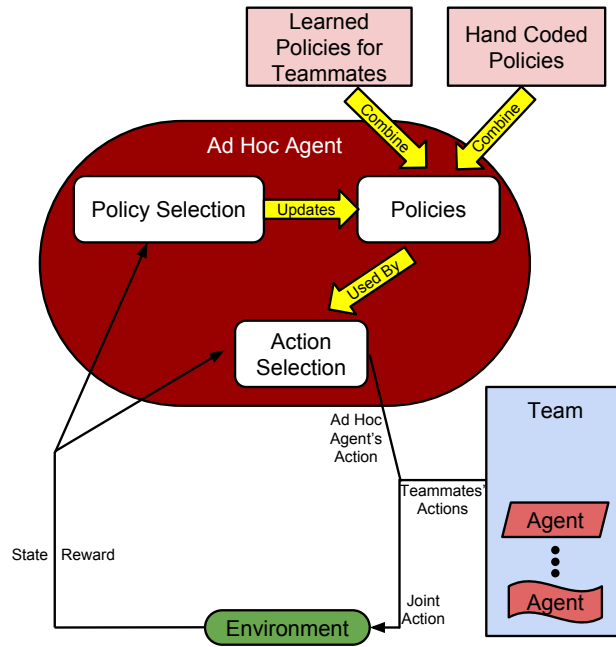 Learned
Policies for
Teammates
Hand Coded
Policies
Combine
Combine
Ad Hoc Agent
Policy Selection
Updates
Policies
Used By
Action
Selection
Ad Hoc
Agent's
Action
Team
Teammates'
Actions
Agent
Agent
State
Reward
Joint
Action
Environment